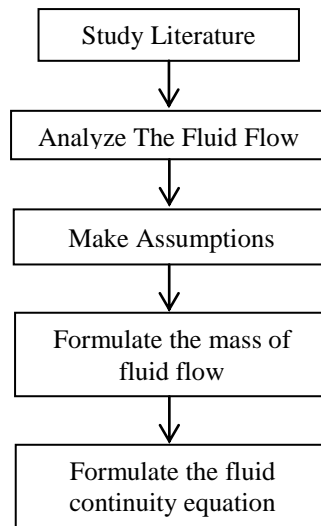 Study Literature
Analyze The Fluid Flow
Make Assumptions
Formulate the mass of
fluid flow
Formulate the fluid
continuity equation